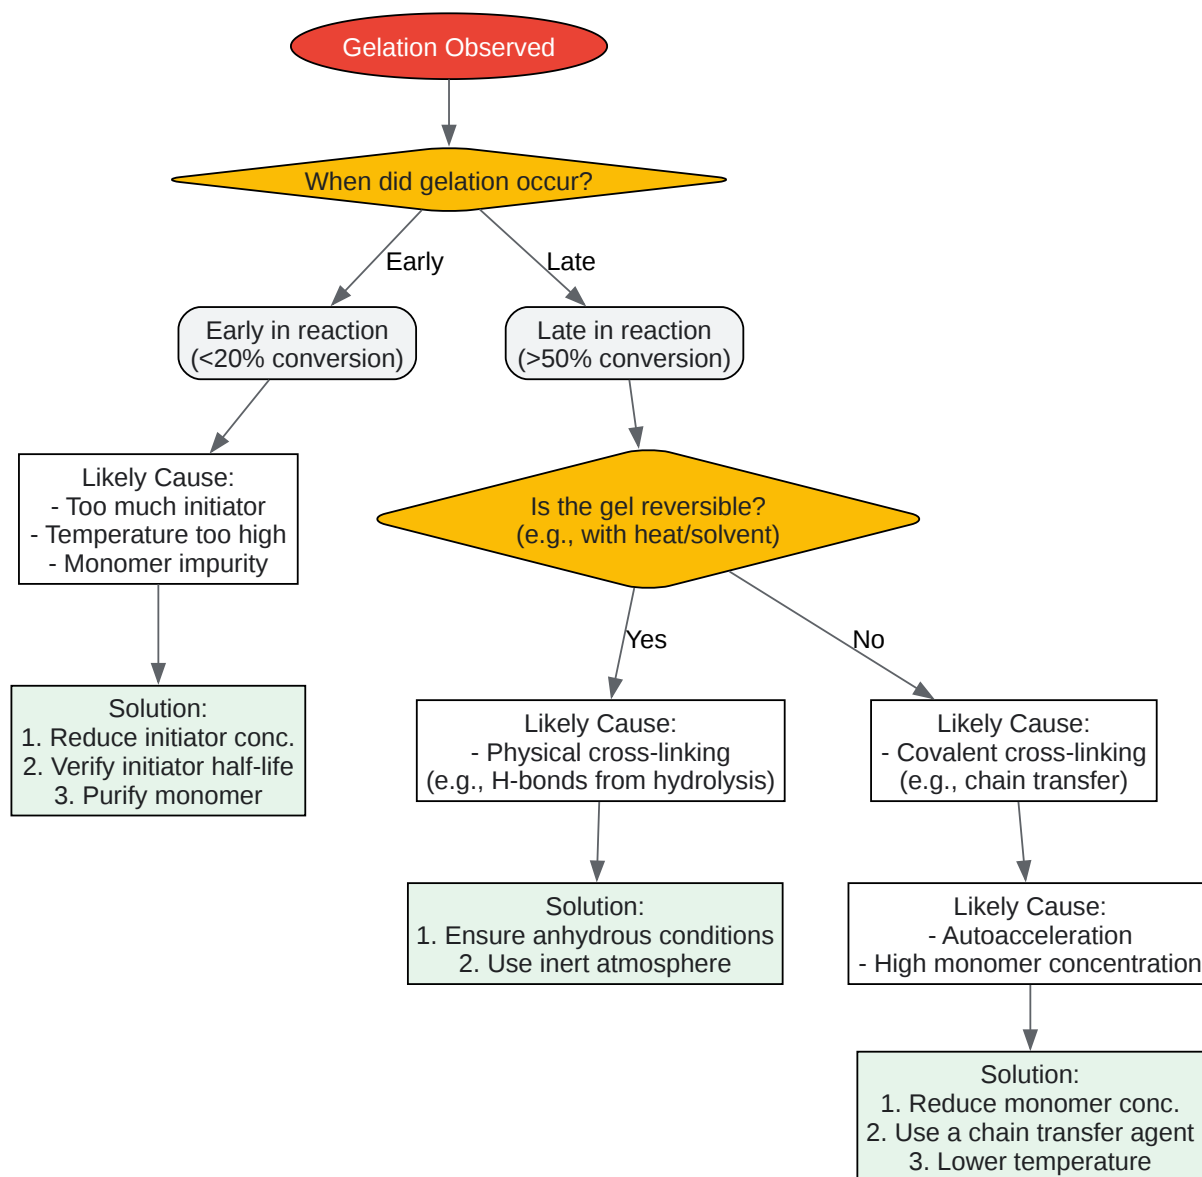 Gelation Observed
When did gelation occur?
Early
Late
Early in reaction
(<20% conversion)
Late in reaction
(>50% conversion)
Likely Cause:
- Too much initiator
- Temperature too high
- Monomer impurity
Is the gel reversible?
(e.g., with heat/solvent)
Yes
No
Solution:
1. Reduce initiator conc.
2. Verify initiator half-life
3. Purify monomer
Likely Cause:
- Physical cross-linking
(e.g., H-bonds from hydrolysis)
Likely Cause:
- Covalent cross-linking
(e.g., chain transfer)
Solution:
1. Ensure anhydrous conditions
2. Use inert atmosphere
Likely Cause:
- Autoacceleration
- High monomer concentration
Solution:
1. Reduce monomer conc.
2. Use a chain transfer agent
3. Lower temperature